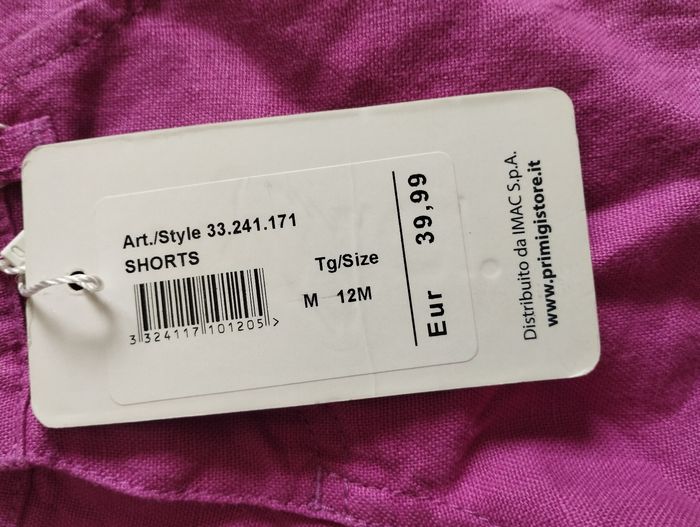 Art./Style 33.241.171
SHORTS
Tg/Size
M 12M
3 324117 101205 >
Eur 39,99
Distribuito da IMAC S.p.A.
www.primigistore.it